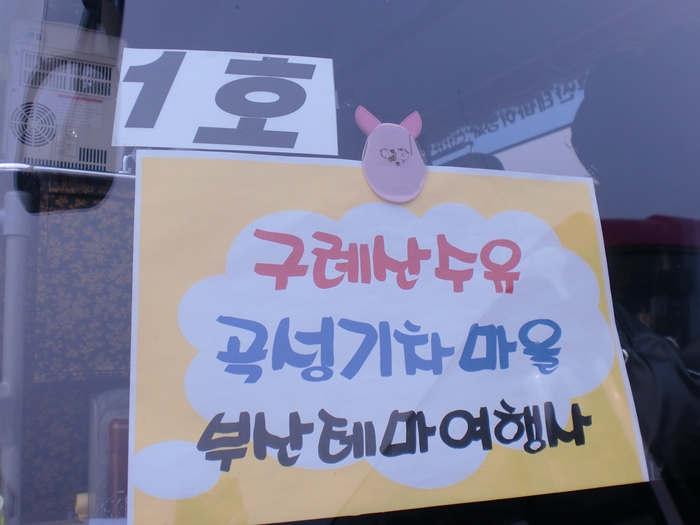 1호
구례산수유
곡성기차마을
부산테마여행사